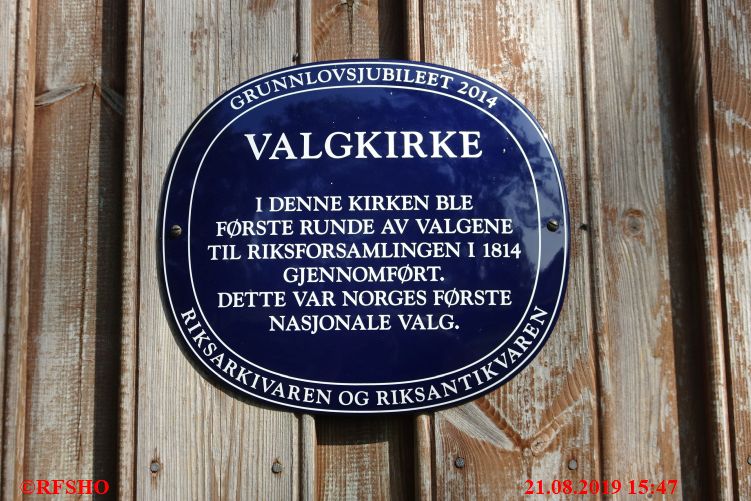 GRUNNLOVSJUBILEET 2014
VALGKIRKE
I DENNE KIRKEN BLE
FØRSTE RUNDE AV VALGENE
TIL RIKSFORSAMLINGEN I 1814
GJENNOMFØRT.
DETTE VAR NORGES FØRSTE
NASJONALE VALG.
RIKSARKIVAREN OG RIKSANTIKVAREN
©RFSHO
21.08.2019 15:47